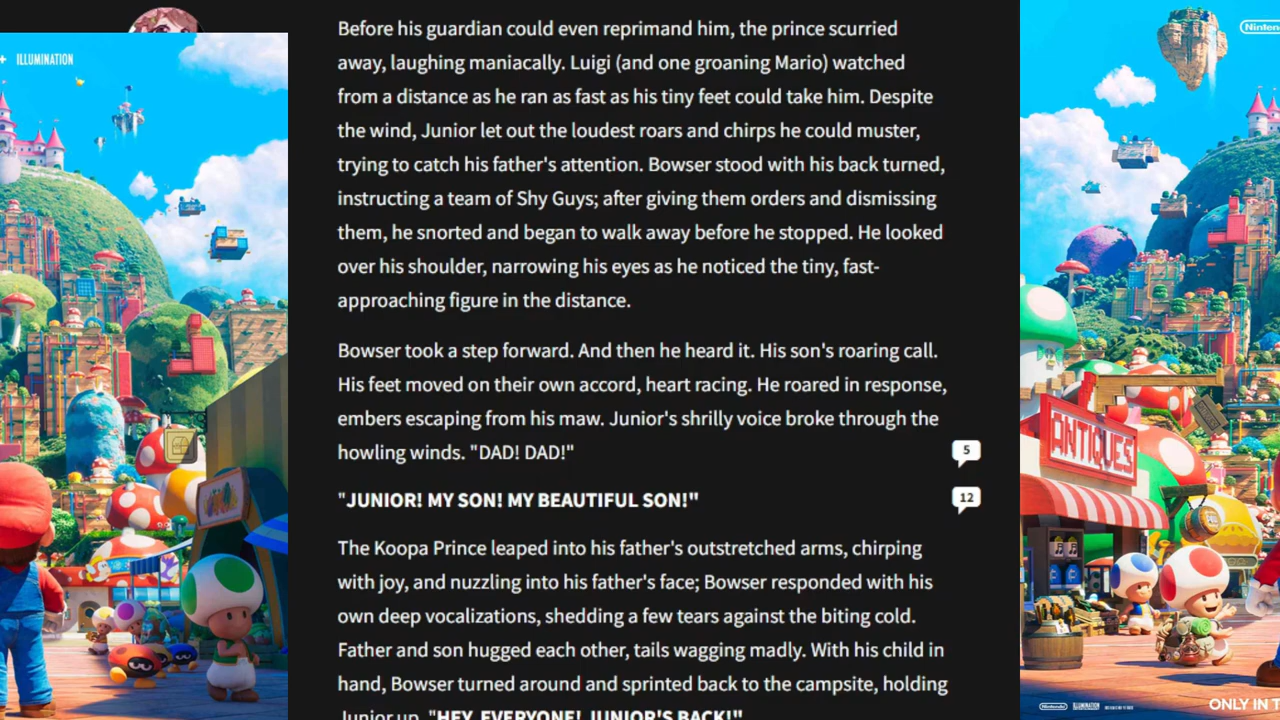 ILLUMINATION
Before his guardian could even reprimand him, the prince scurried
away, laughing maniacally. Luigi (and one groaning Mario) watched
from a distance as he ran as fast as his tiny feet could take him. Despite
the wind, Junior let out the loudest roars and chirps he could muster,
trying to catch his father's attention. Bowser stood with his back turned,
instructing a team of Shy Guys; after giving them orders and dismissing
them, he snorted and began to walk away before he stopped. He looked
over his shoulder, narrowing his eyes as he noticed the tiny, fast-
approaching figure in the distance.
Bowser took a step forward. And then he heard it. His son's roaring call.
His feet moved on their own accord, heart racing. He roared in response,
embers escaping from his maw. Junior's shrilly voice broke through the
howling winds. "DAD! DAD!"
5
"JUNIOR! MY SON! MY BEAUTIFUL SON!"
12
The Koopa Prince leaped into his father's outstretched arms, chirping
with joy, and nuzzling into his father's face; Bowser responded with his
own deep vocalizations, shedding a few tears against the biting cold.
Father and son hugged each other, tails wagging madly. With his child in
hand, Bowser turned around and sprinted back to the campsite, holding
Junior up. "HEY, EVERYONE! JUNIOR'S BACK!"
Ninten
ANTIQUES
Nintendo ILLUMINATION
ONLY IN T